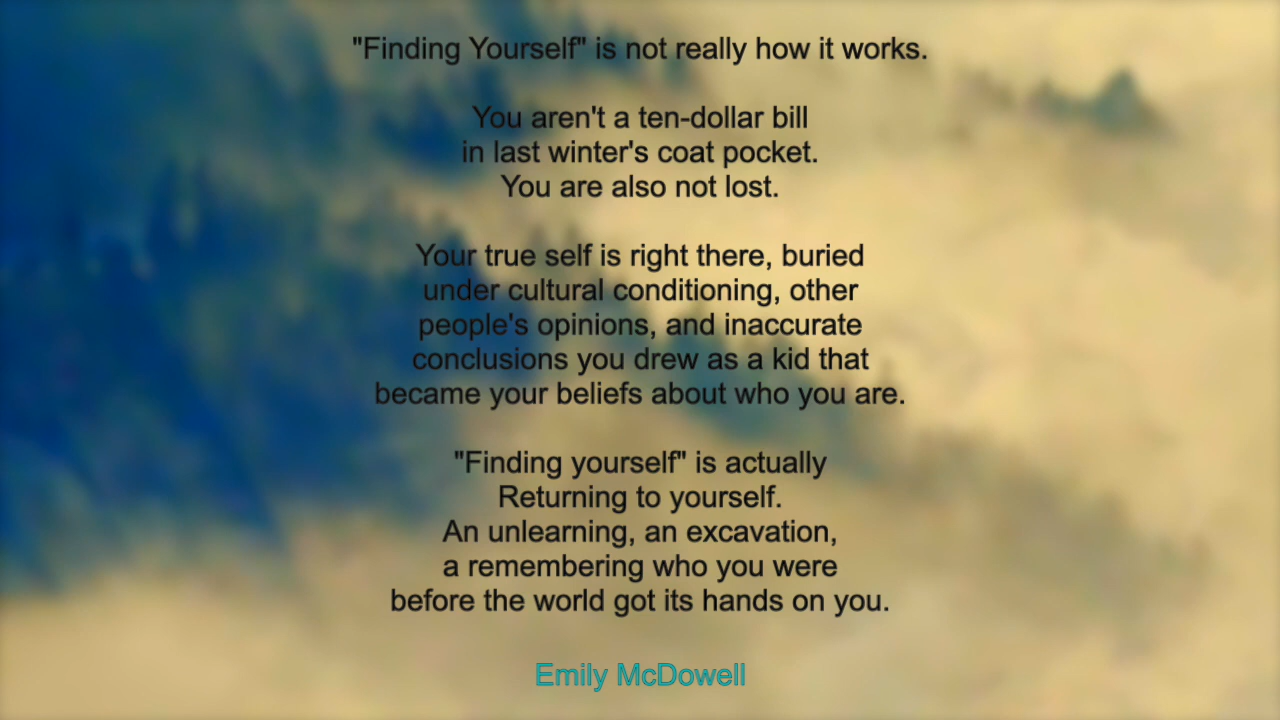 "Finding Yourself" is not really how it works.
You aren't a ten-dollar bill
in last winter's coat pocket.
You are also not lost.
Your true self is right there, buried
under cultural conditioning, other
people's opinions, and inaccurate
conclusions you drew as a kid that
became your beliefs about who you are.
"Finding yourself" is actually
Returning to yourself.
An unlearning, an excavation,
a remembering who you were
before the world got its hands on you.
Emily McDowell